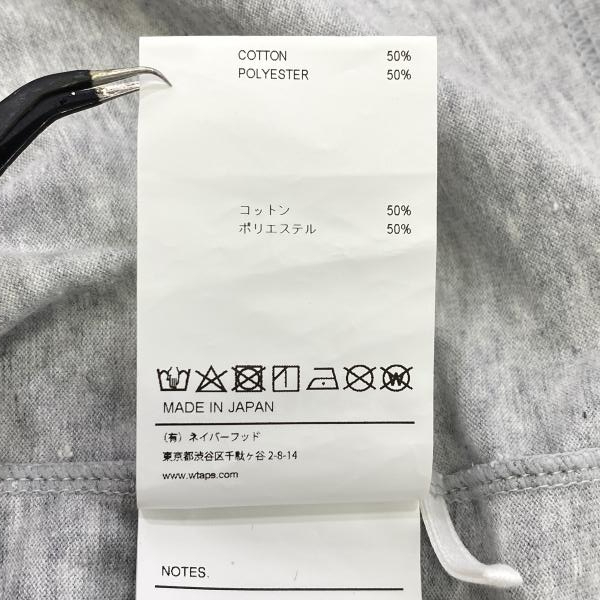 COTTON 50%
POLYESTER 50%
コットン 50%
ポリエステル 50%
MADE IN JAPAN
(有) ネイバーフッド
東京都渋谷区千駄ヶ谷 2-8-14
www.wtaps.com
NOTES.